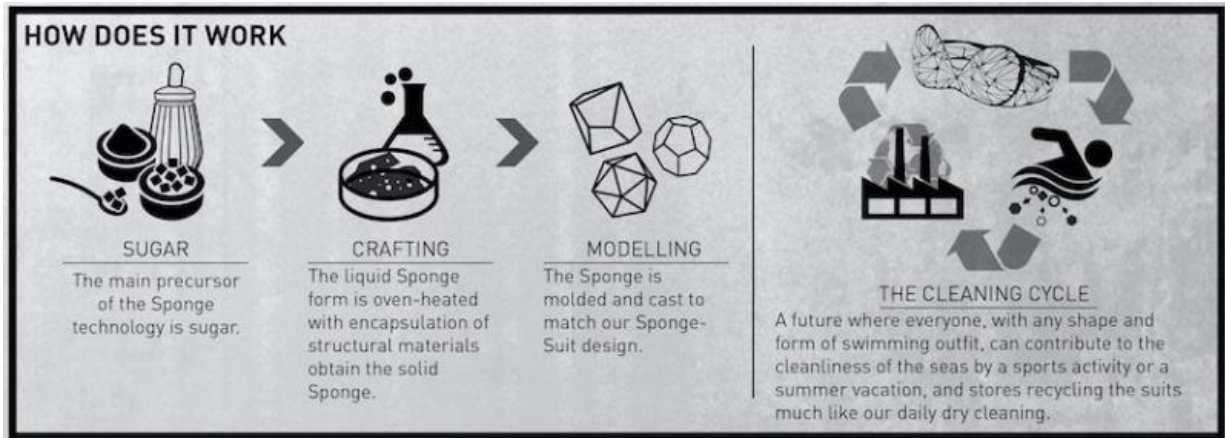 HOW DOES IT WORK
SUGAR
The main precursor
of the Sponge
technology is sugar.
CRAFTING
The liquid Sponge
form is oven-heated
with encapsulation of
structural materials
obtain the solid
Sponge.
MODELLING
The Sponge is
molded and cast to
match our Sponge-
Suit design.
THE CLEANING CYCLE
A future where everyone, with any shape and
form of swimming outfit, can contribute to the
cleanliness of the seas by a sports activity or a
summer vacation, and stores recycling the suits
much like our daily dry cleaning.